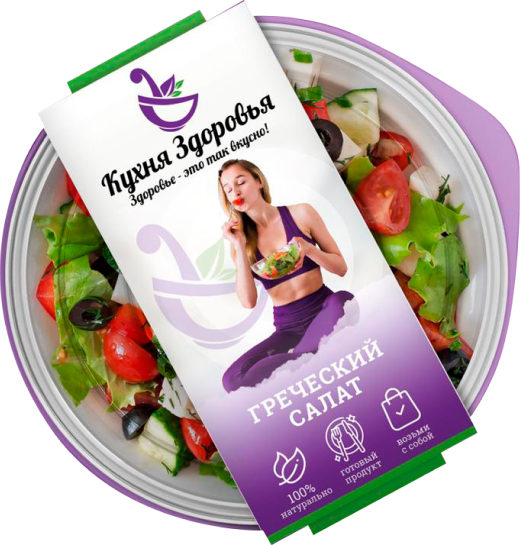 Кухня Здоровья
Здоровье - это так вкусно!
ГРЕЧЕСКИЙ
САЛАТ
100%
натурально
готовый
продукт
возьми
с собой